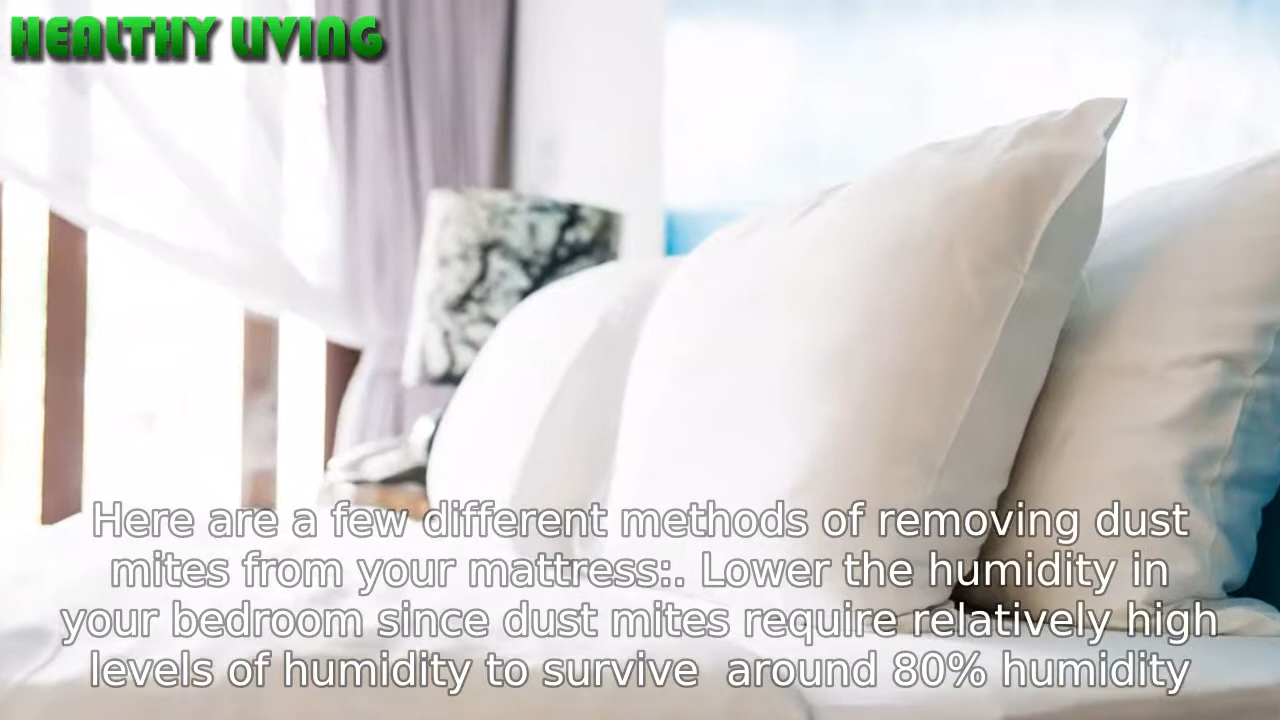 HEALTHY LIVING
Here are a few different methods of removing dust
mites from your mattress:. Lower the humidity in
your bedroom since dust mites require relatively high
levels of humidity to survive  around 80% humidity